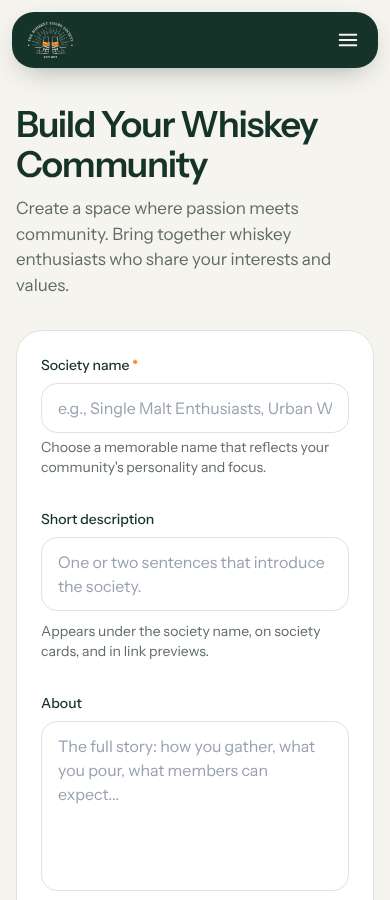 Build Your Whiskey
Community
Create a space where passion meets
community. Bring together whiskey
enthusiasts who share your interests and
values.
Society name *
e.g., Single Malt Enthusiasts, Urban W
Choose a memorable name that reflects your
community's personality and focus.
Short description
One or two sentences that introduce
the society.
Appears under the society name, on society
cards, and in link previews.
About
The full story: how you gather, what
you pour, what members can
expect...